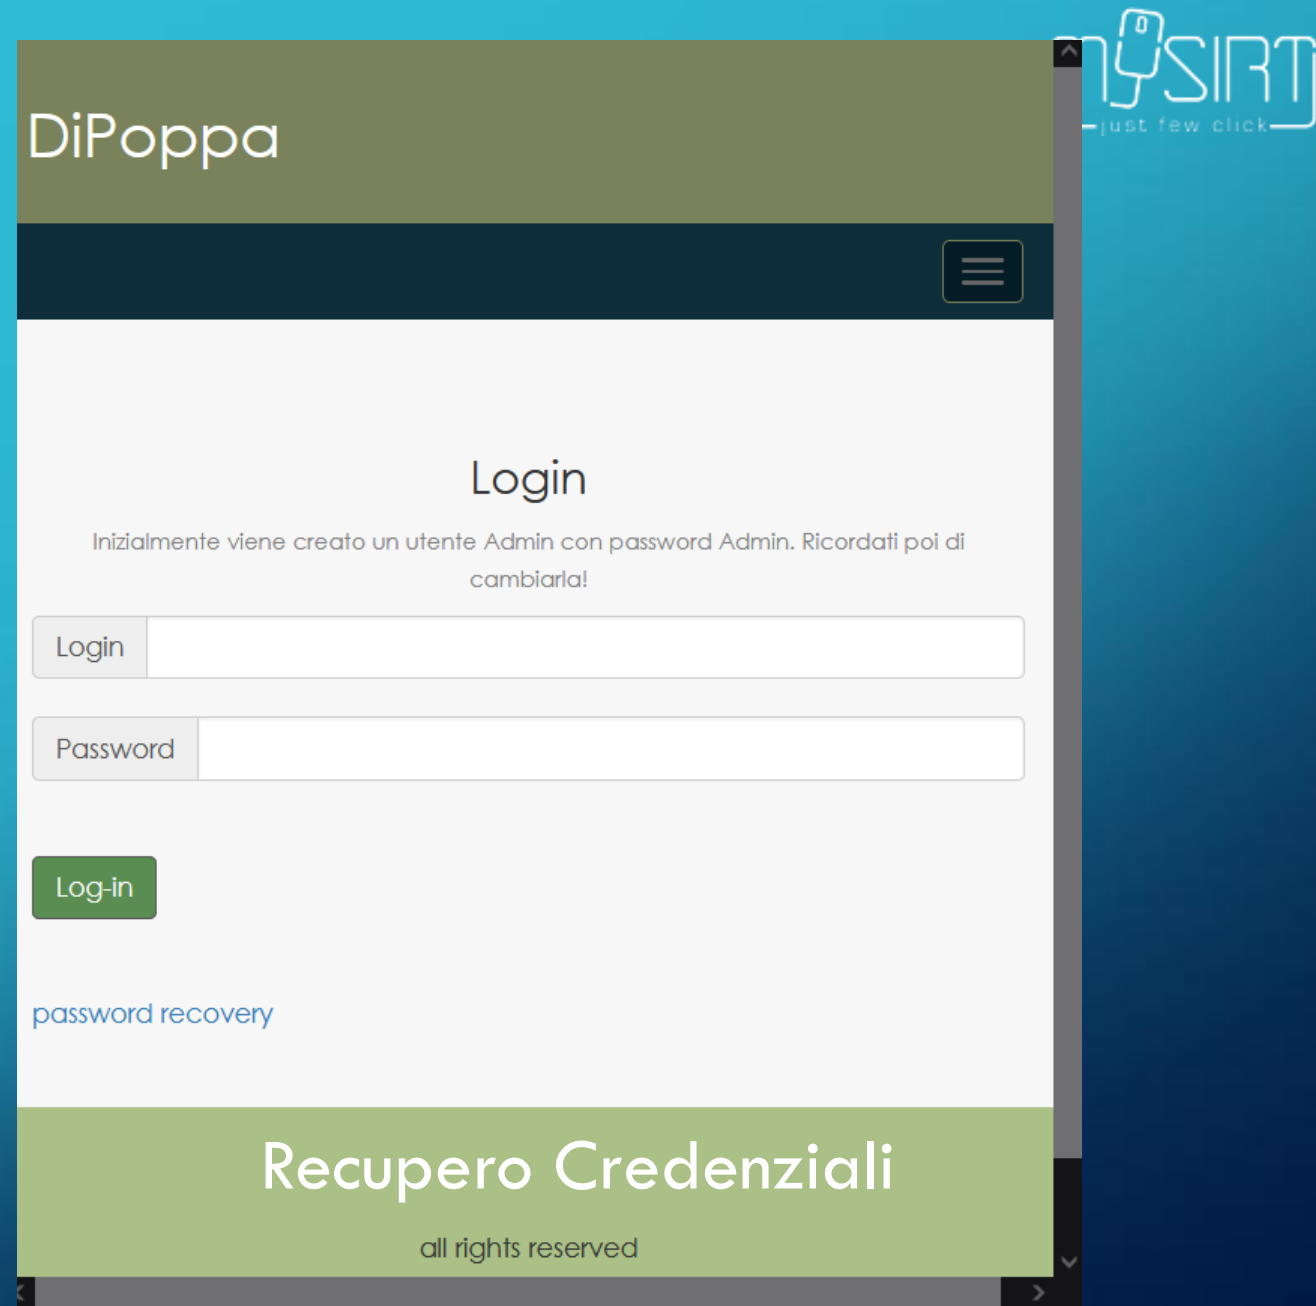 mySIRT
just few click
DiPoppa
Login
Inizialmente viene creato un utente Admin con password Admin. Ricordati poi di
cambiarla!
Login
Password
Log-in
password recovery
Recupero Credenziali
all rights reserved